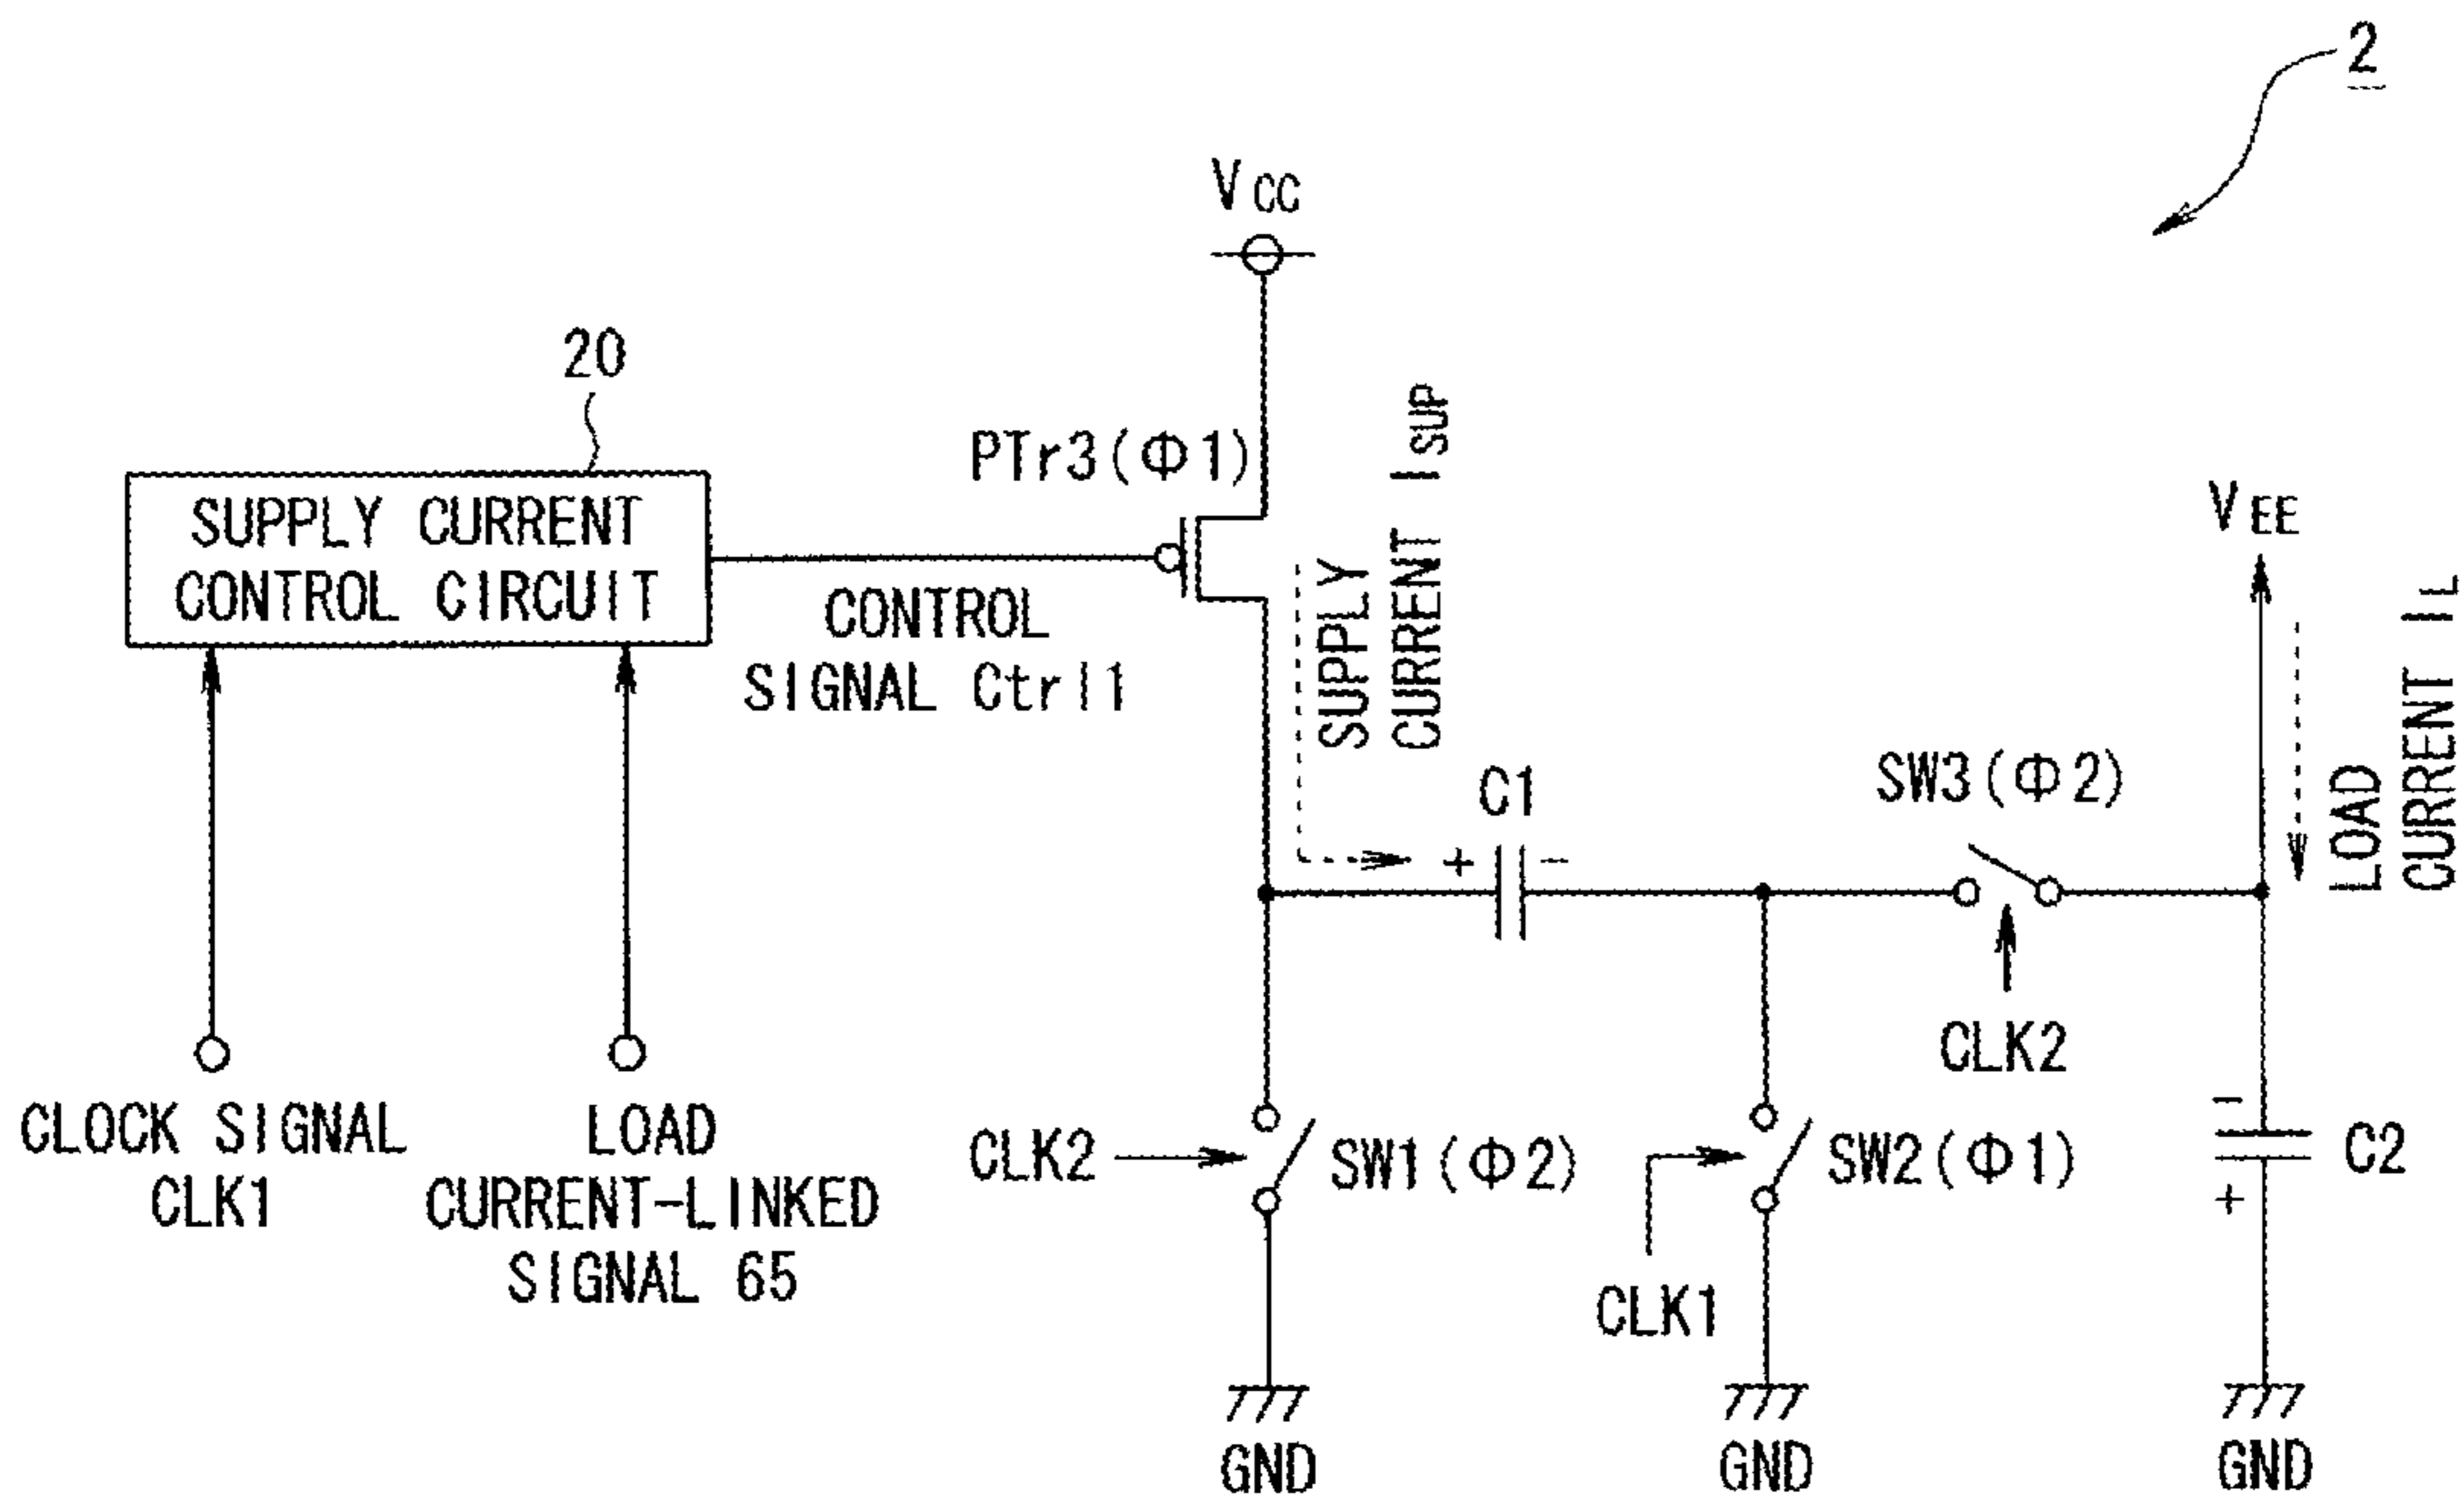 2
VCC
20
PTr3(Φ1)
SUPPLY CURRENT ISUP
SUPPLY CURRENT
CONTROL CIRCUIT
CONTROL
SIGNAL Ctrl1
VEE
LOAD CURRENT IL
C1
+
-
SW3(Φ2)
CLK2
CLOCK SIGNAL
CLK1
LOAD
CURRENT-LINKED
SIGNAL 65
CLK2
SW1(Φ2)
SW2(Φ1)
CLK1
-
+
C2
GND
GND
GND